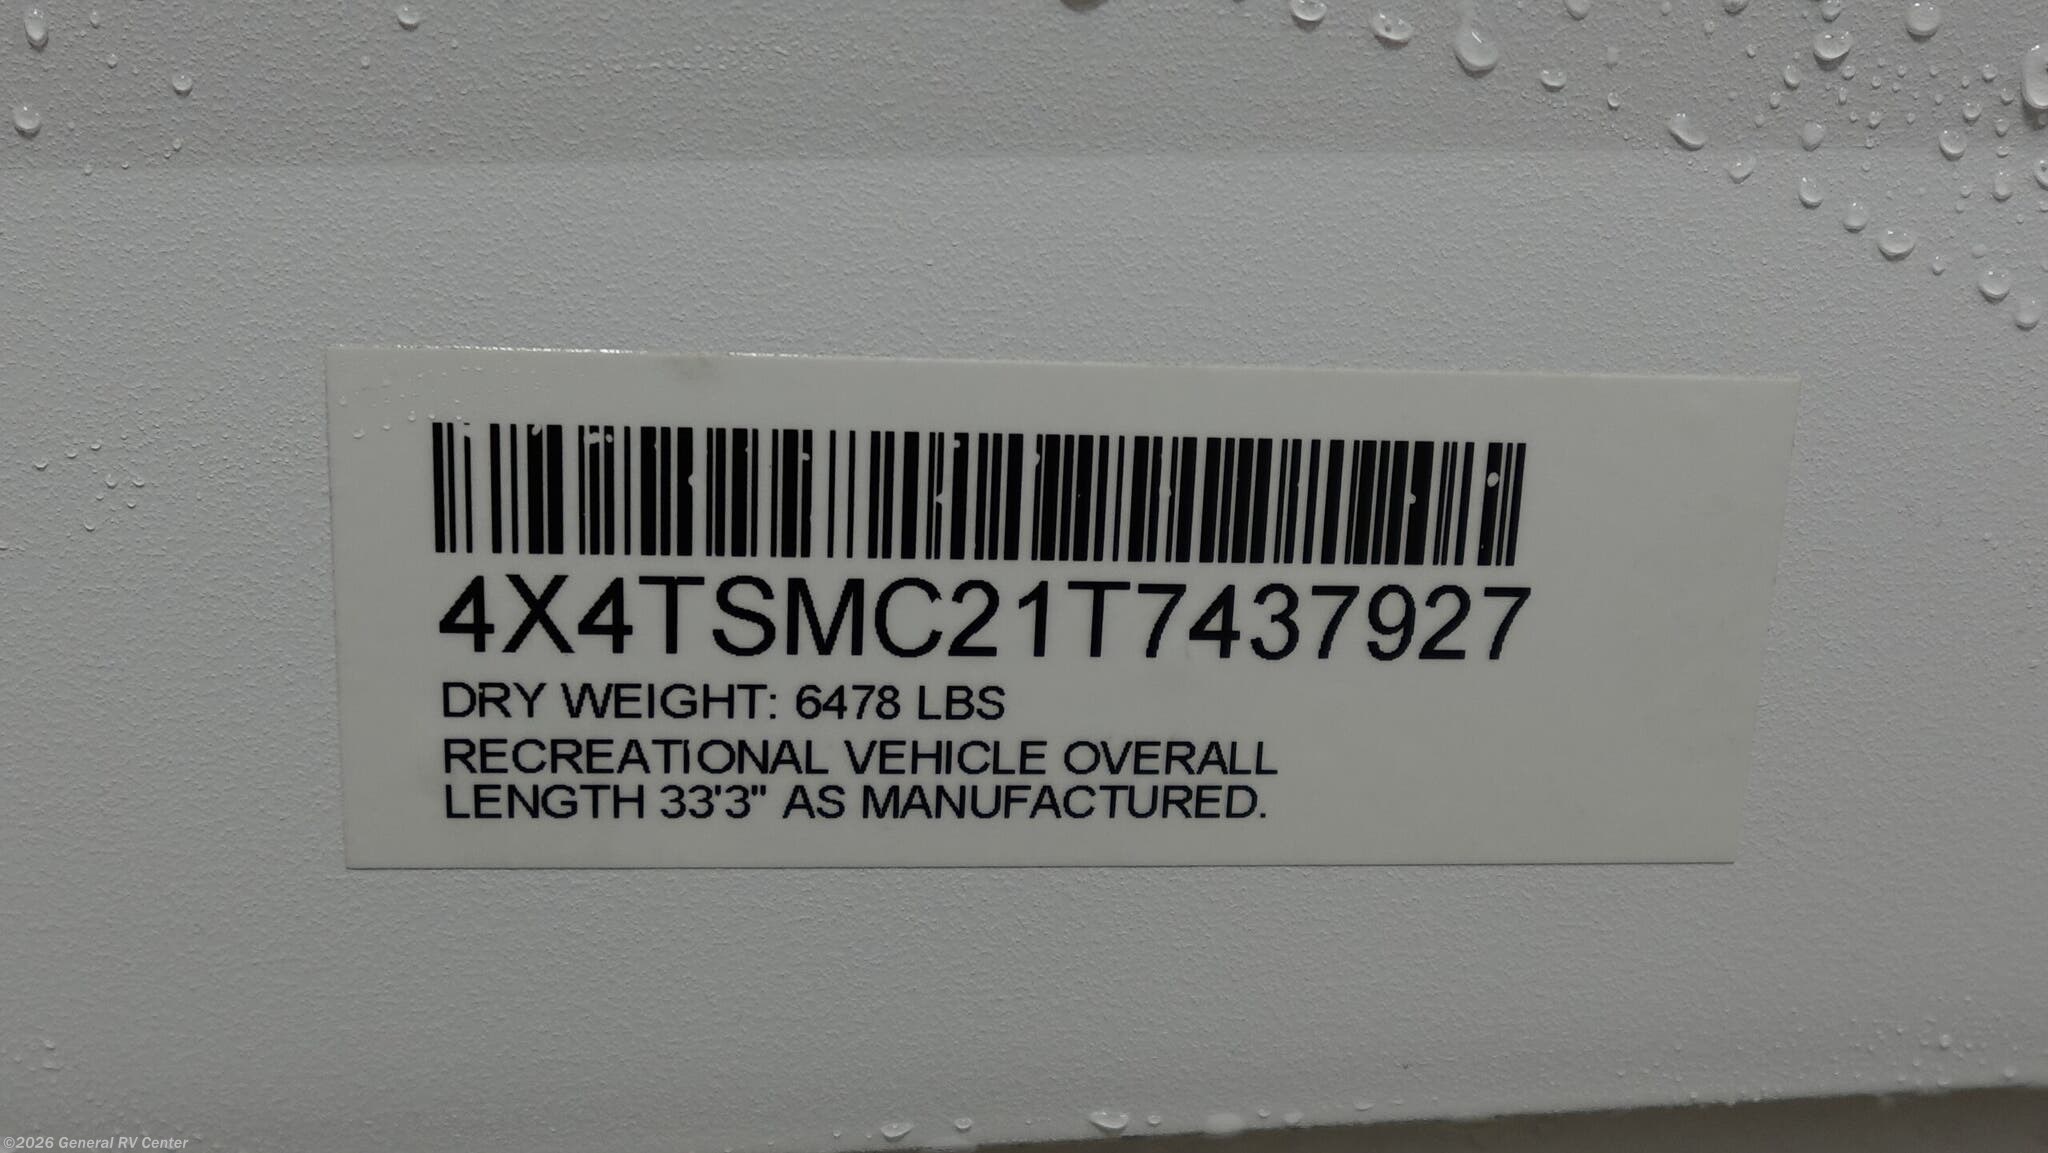 4X4TSMC21T7437927
DRY WEIGHT: 6478 LBS
RECREATIONAL VEHICLE OVERALL
LENGTH 33'3" AS MANUFACTURED.
©2026 General RV Center